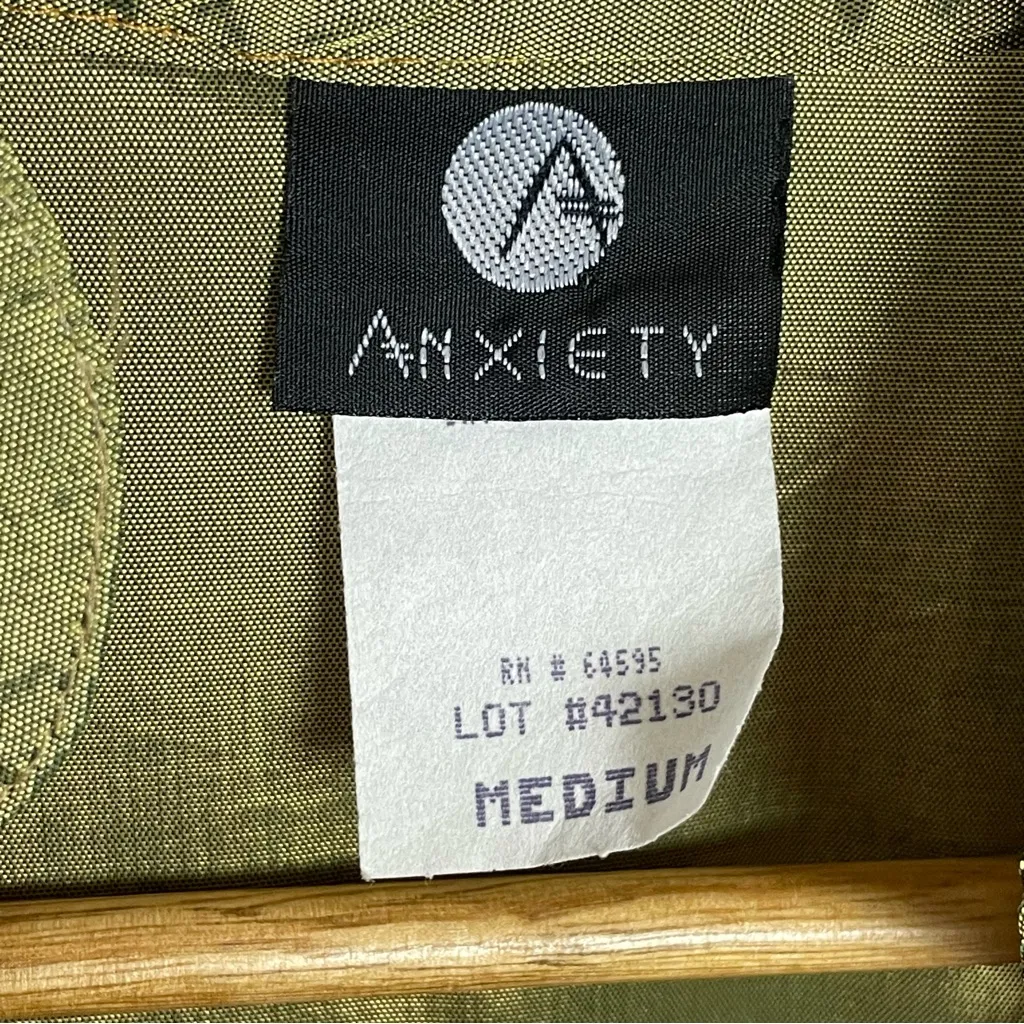 A
ANXIETY
RN # 64595
LOT #42130
MEDIUM